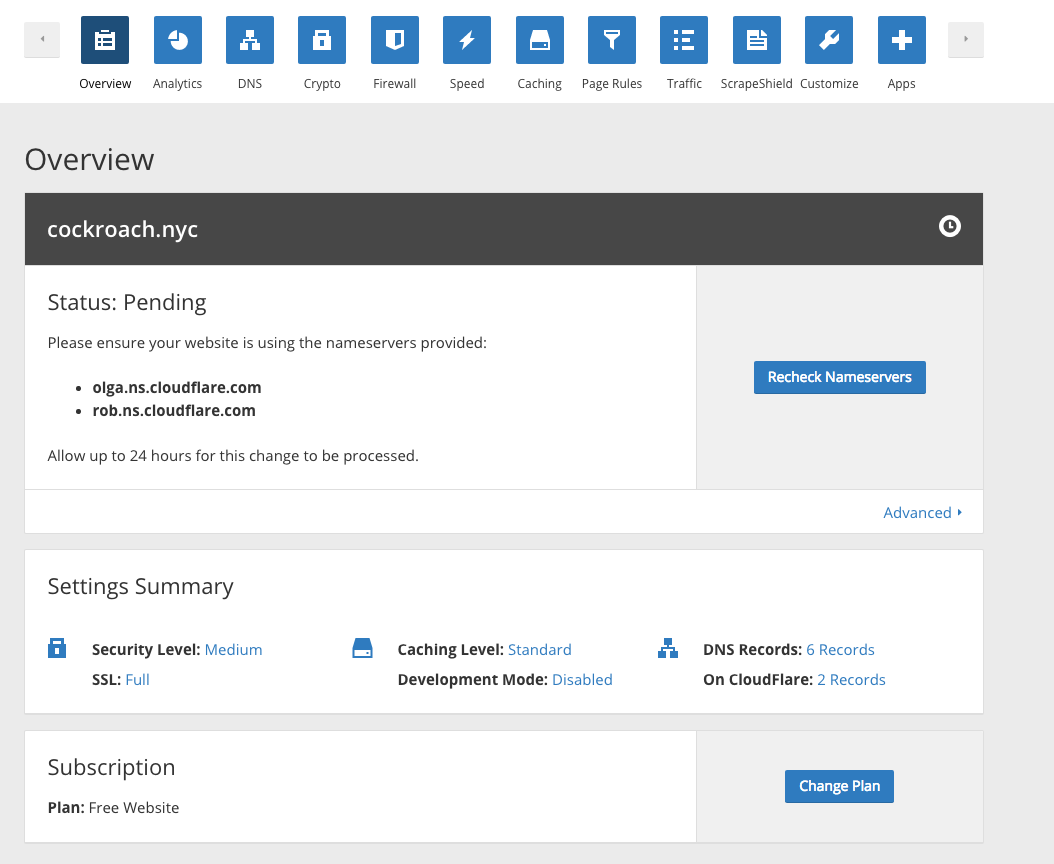 Overview Analytics DNS Crypto Firewall Speed Caching Page Rules Traffic ScrapeShield Customize Apps
Overview
cockroach.nyc
Status: Pending
Please ensure your website is using the nameservers provided:
olga.ns.cloudflare.com
rob.ns.cloudflare.com
Allow up to 24 hours for this change to be processed.
Recheck Nameservers
Advanced
Settings Summary
Security Level: Medium
SSL: Full
Caching Level: Standard
Development Mode: Disabled
DNS Records: 6 Records
On CloudFlare: 2 Records
Subscription
Plan: Free Website
Change Plan